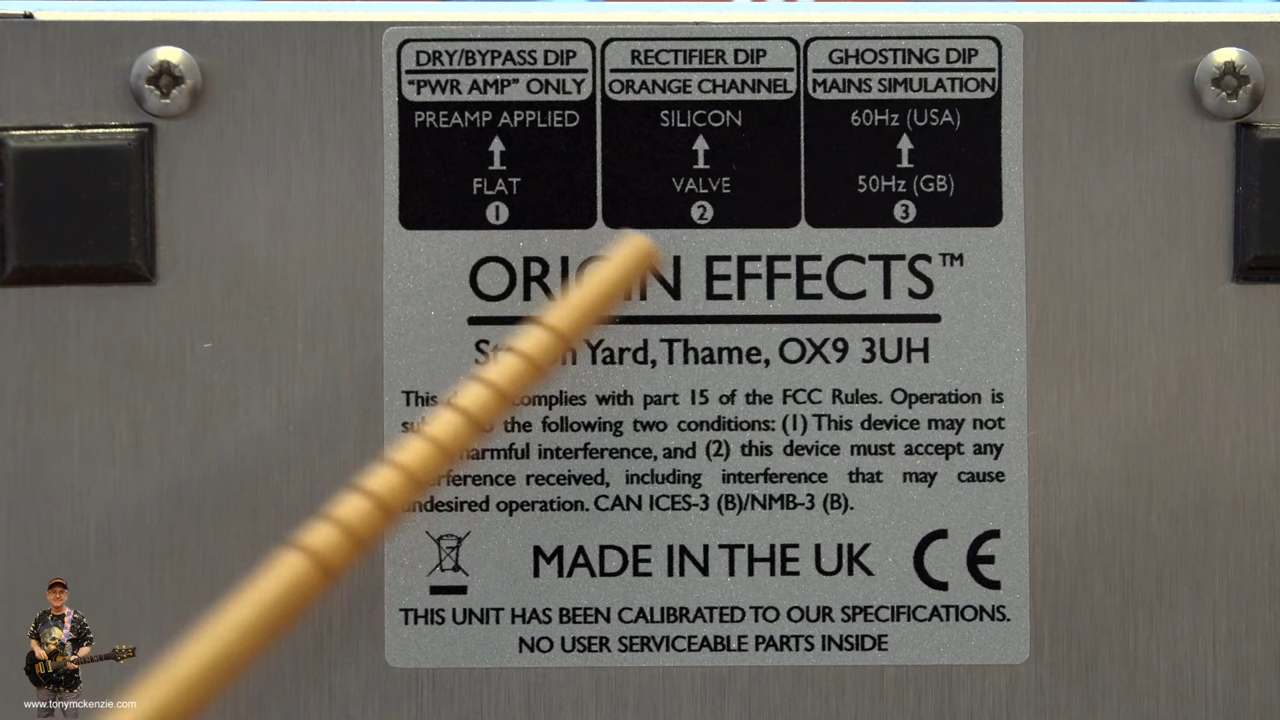 DRY/BYPASS DIP
"PWR AMP" ONLY
PREAMP APPLIED
FLAT
1
RECTIFIER DIP
ORANGE CHANNEL
SILICON
VALVE
2
GHOSTING DIP
MAINS SIMULATION
60Hz (USA)
50Hz (GB)
3
ORIGIN EFFECTS™
Yard, Thame, OX9 3UH
This complies with part 15 of the FCC Rules. Operation is
the following two conditions: (1) This device may not
harmful interference, and (2) this device must accept any
interference received, including interference that may cause
undesired operation. CAN ICES-3 (B)/NMB-3 (B).
MADE IN THE UK CE
THIS UNIT HAS BEEN CALIBRATED TO OUR SPECIFICATIONS.
NO USER SERVICEABLE PARTS INSIDE
www.tonymckenzie.com